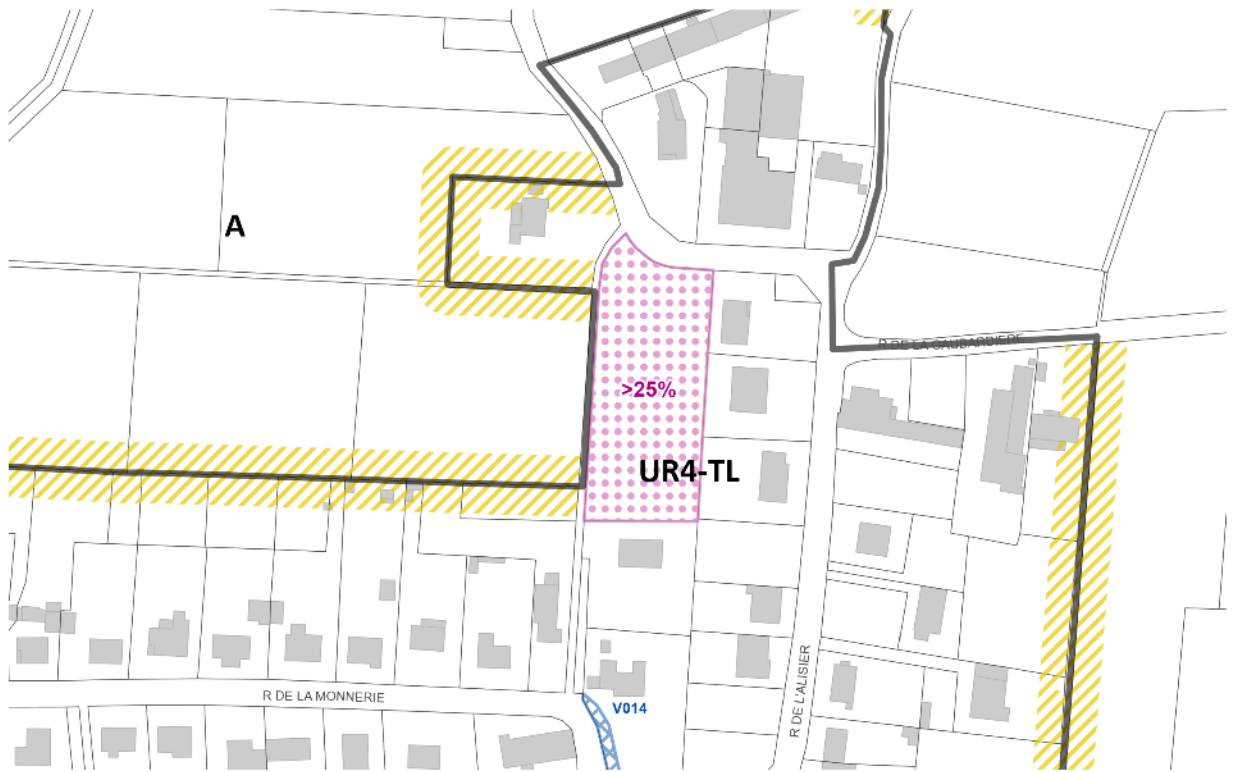 A
R DE LA GAUBARDIERE
>25%
UR4-TL
R DE L'ALISIER
R DE LA MONNERIE
V014